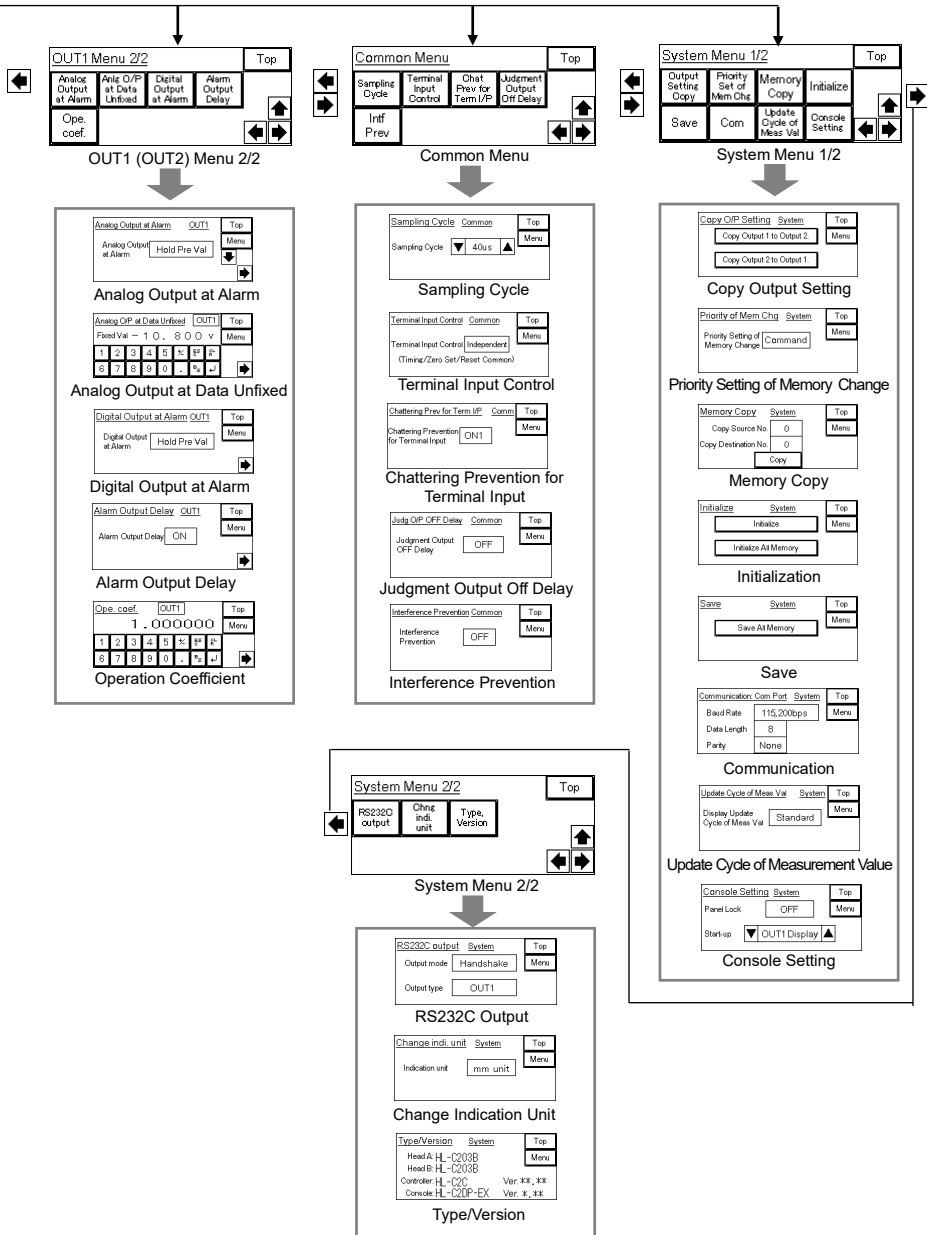 OUT1 Menu 2/2
Top
Analog Output at Alarm
Anlg O/P at Data Unfixed
Digital Output at Alarm
Alarm Output Delay
Ope. coef.
OUT1 (OUT2) Menu 2/2
Analog Output at Alarm OUT1
Top
Menu
Analog Output at Alarm
Hold Pre Val
Analog Output at Alarm
Analog O/P at Data Unfixed OUT1
Top
Menu
Fixed Val - 10.800 v
1 2 3 4 5
6 7 8 9 0 .
Analog Output at Data Unfixed
Digital Output at Alarm OUT1
Top
Menu
Digital Output at Alarm
Hold Pre Val
Digital Output at Alarm
Alarm Output Delay OUT1
Top
Menu
Alarm Output Delay ON
Alarm Output Delay
Ope. coef. OUT1
Top
Menu
1.000000
1 2 3 4 5
6 7 8 9 0 .
Operation Coefficient
Common Menu
Top
Sampling Cycle
Terminal Input Control
Chat Prev for Term I/P
Judgment Output Off Delay
Intf Prev
Common Menu
Sampling Cycle Common
Top
Menu
Sampling Cycle ▼ 40us ▲
Sampling Cycle
Terminal Input Control Common
Top
Menu
Terminal Input Control Independent
(Timing/Zero Set/Reset Common)
Terminal Input Control
Chattering Prev for Term I/P Comm
Top
Menu
Chattering Prevention for Terminal Input
ON1
Chattering Prevention for
Terminal Input
Judg O/P OFF Delay Common
Top
Menu
Judgment Output OFF Delay
OFF
Judgment Output Off Delay
Interference Prevention Common
Top
Menu
Interference Prevention
OFF
Interference Prevention
System Menu 1/2
Top
Output Setting Copy
Priority Set of Mem Chg
Memory Copy
Initialize
Save
Com
Update Cycle of Meas Val
Console Setting
System Menu 1/2
Copy O/P Setting System
Top
Menu
Copy Output 1 to Output 2.
Copy Output 2 to Output 1.
Copy Output Setting
Priority of Mem Chg System
Top
Menu
Priority Setting of Memory Change
Command
Priority Setting of Memory Change
Memory Copy System
Top
Menu
Copy Source No. 0
Copy Destination No. 0
Copy
Memory Copy
Initialize System
Top
Menu
Initialize
Initialize All Memory
Initialization
Save System
Top
Menu
Save All Memory
Save
Communication: Com Port System
Top
Menu
Baud Rate 115,200bps
Data Length 8
Parity None
Communication
Update Cycle of Meas Val System
Top
Menu
Display Update Cycle of Meas Val
Standard
Update Cycle of Measurement Value
Console Setting System
Top
Menu
Panel Lock OFF
Start-up ▼ OUT1 Display ▲
Console Setting
System Menu 2/2
Top
RS232C output
Chng indi. unit
Type, Version
System Menu 2/2
RS232C output System
Top
Menu
Output mode Handshake
Output type OUT1
RS232C Output
Change indi. unit System
Top
Menu
Indication unit mm unit
Change Indication Unit
Type/Version System
Top
Menu
Head A: HL-C203B
Head B: HL-C203B
Controller: HL-C2C Ver. **.**
Console: HL-C2DP-EX Ver. *.**
Type/Version